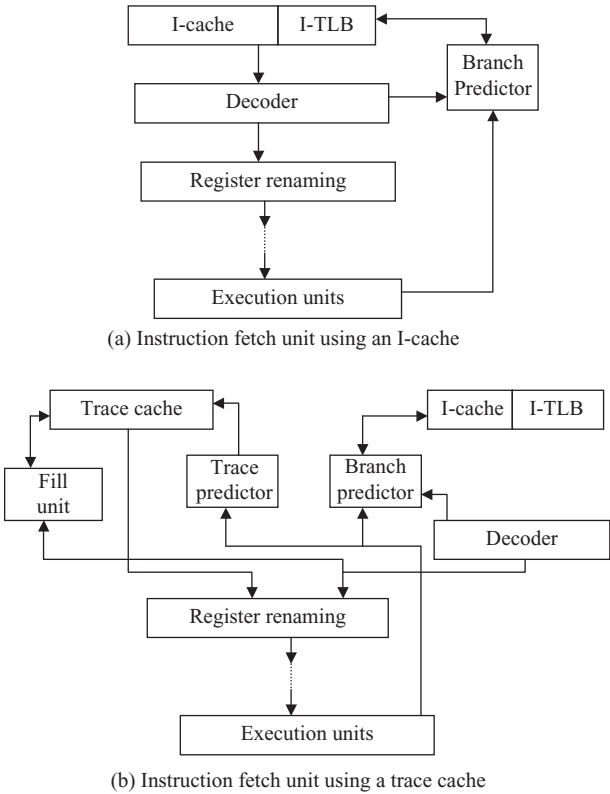 I-cache I-TLB
Branch
Predictor
Decoder
Register renaming
Execution units
(a) Instruction fetch unit using an I-cache
Trace cache
I-cache I-TLB
Fill
unit
Trace
predictor
Branch
predictor
Decoder
Register renaming
Execution units
(b) Instruction fetch unit using a trace cache